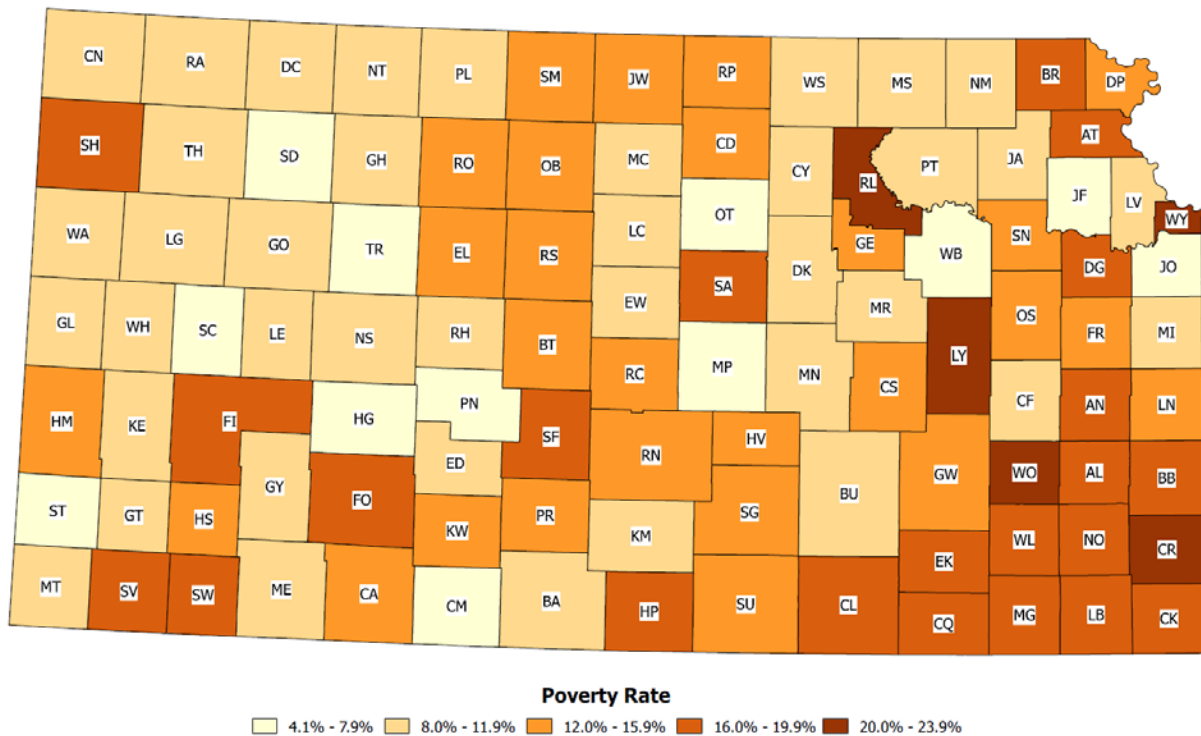 CN RA DC NT PL SM JW RP WS MS NM BR DP
SH TH SD GH RO OB MC CD CY RL PT JA AT
WA LG GO TR EL RS LC OT DK GE WB SN JF LV WY
GL WH SC LE NS RH BT EW SA MR LY OS DG JO
HM KE FI HG PN SF RC MP MN CS CF FR MI
ST GT HS GY FO ED KW PR RN HV BU GW WO AN LN
MT SV SW ME CA CM BA KM SG EK WL AL BB
HP SU CL CQ MG NO CR
LB CK
Poverty Rate
4.1% - 7.9% 8.0% - 11.9% 12.0% - 15.9% 16.0% - 19.9% 20.0% - 23.9%